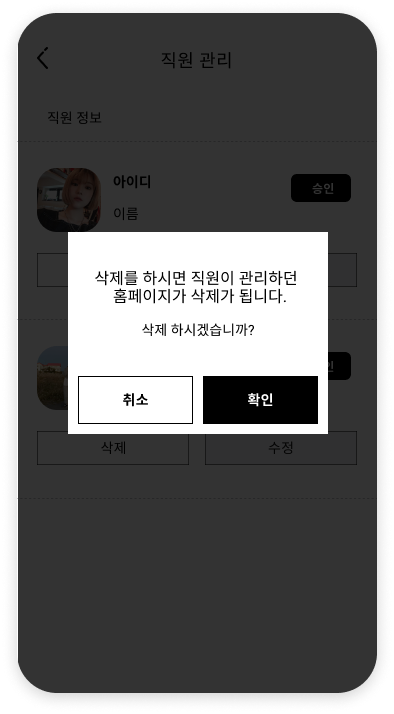 직원 관리
직원 정보
아이디
승인
이름
삭제를 하시면 직원이 관리하던
홈페이지가 삭제가 됩니다.
삭제 하시겠습니까?
인
취소
확인
삭제
수정